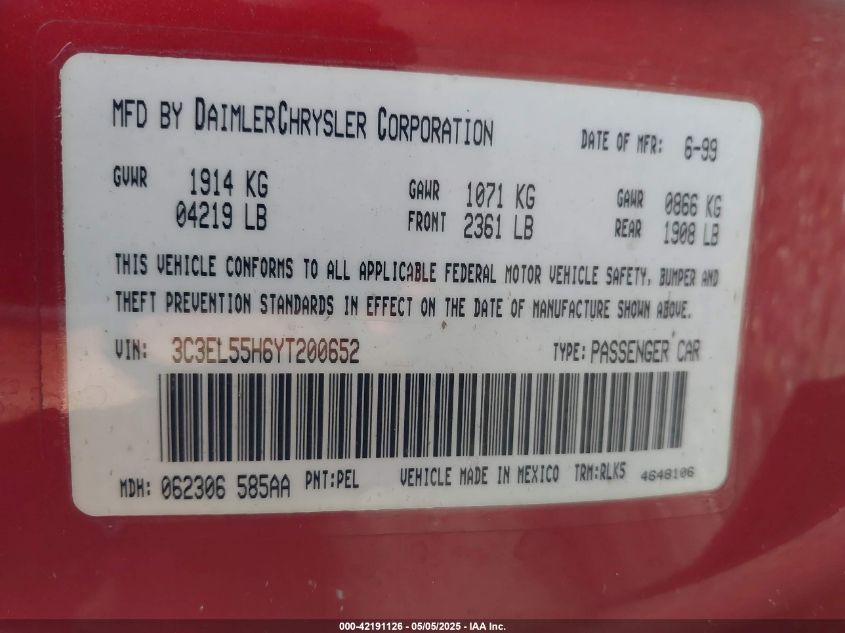 MFD BY DAIMLERCHRYSLER CORPORATION DATE OF MFR: 6-99
GVWR 1914 KG GAWR 1071 KG GAWR 0866 KG
04219 LB FRONT 2361 LB REAR 1908 LB
THIS VEHICLE CONFORMS TO ALL APPLICABLE FEDERAL MOTOR VEHICLE SAFETY, BUMPER AND
THEFT PREVENTION STANDARDS IN EFFECT ON THE DATE OF MANUFACTURE SHOWN ABOVE.
VIN: 3C3EL55H6YT200652 TYPE: PASSENGER CAR
MDH: 062306 585AA PNT:PEL VEHICLE MADE IN MEXICO TRM:RLK5 4648106
000-42191126 - 05/05/2025 - IAA Inc.